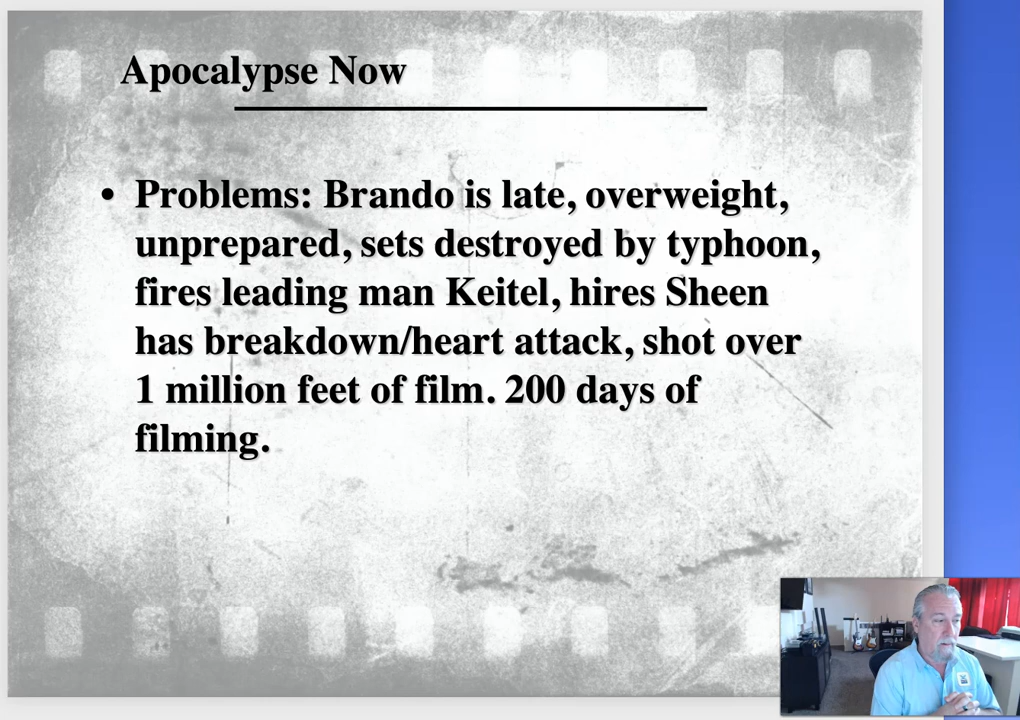 Apocalypse Now
• Problems: Brando is late, overweight,
unprepared, sets destroyed by typhoon,
fires leading man Keitel, hires Sheen
has breakdown/heart attack, shot over
1 million feet of film. 200 days of
filming.